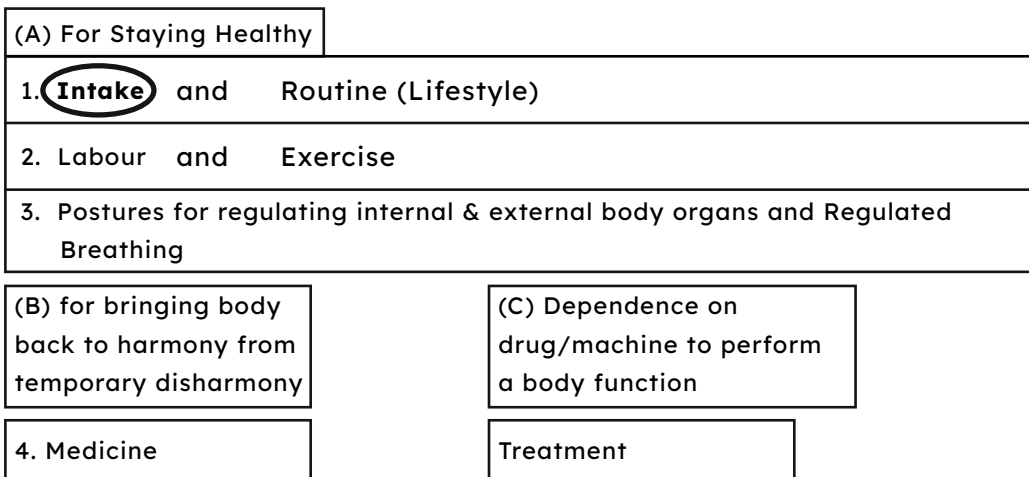 (A) For Staying Healthy
1. Intake and Routine (Lifestyle)
2. Labour and Exercise
3. Postures for regulating internal & external body organs and Regulated
Breathing
(B) for bringing body
back to harmony from
temporary disharmony
(C) Dependence on
drug/machine to perform
a body function
4. Medicine
Treatment